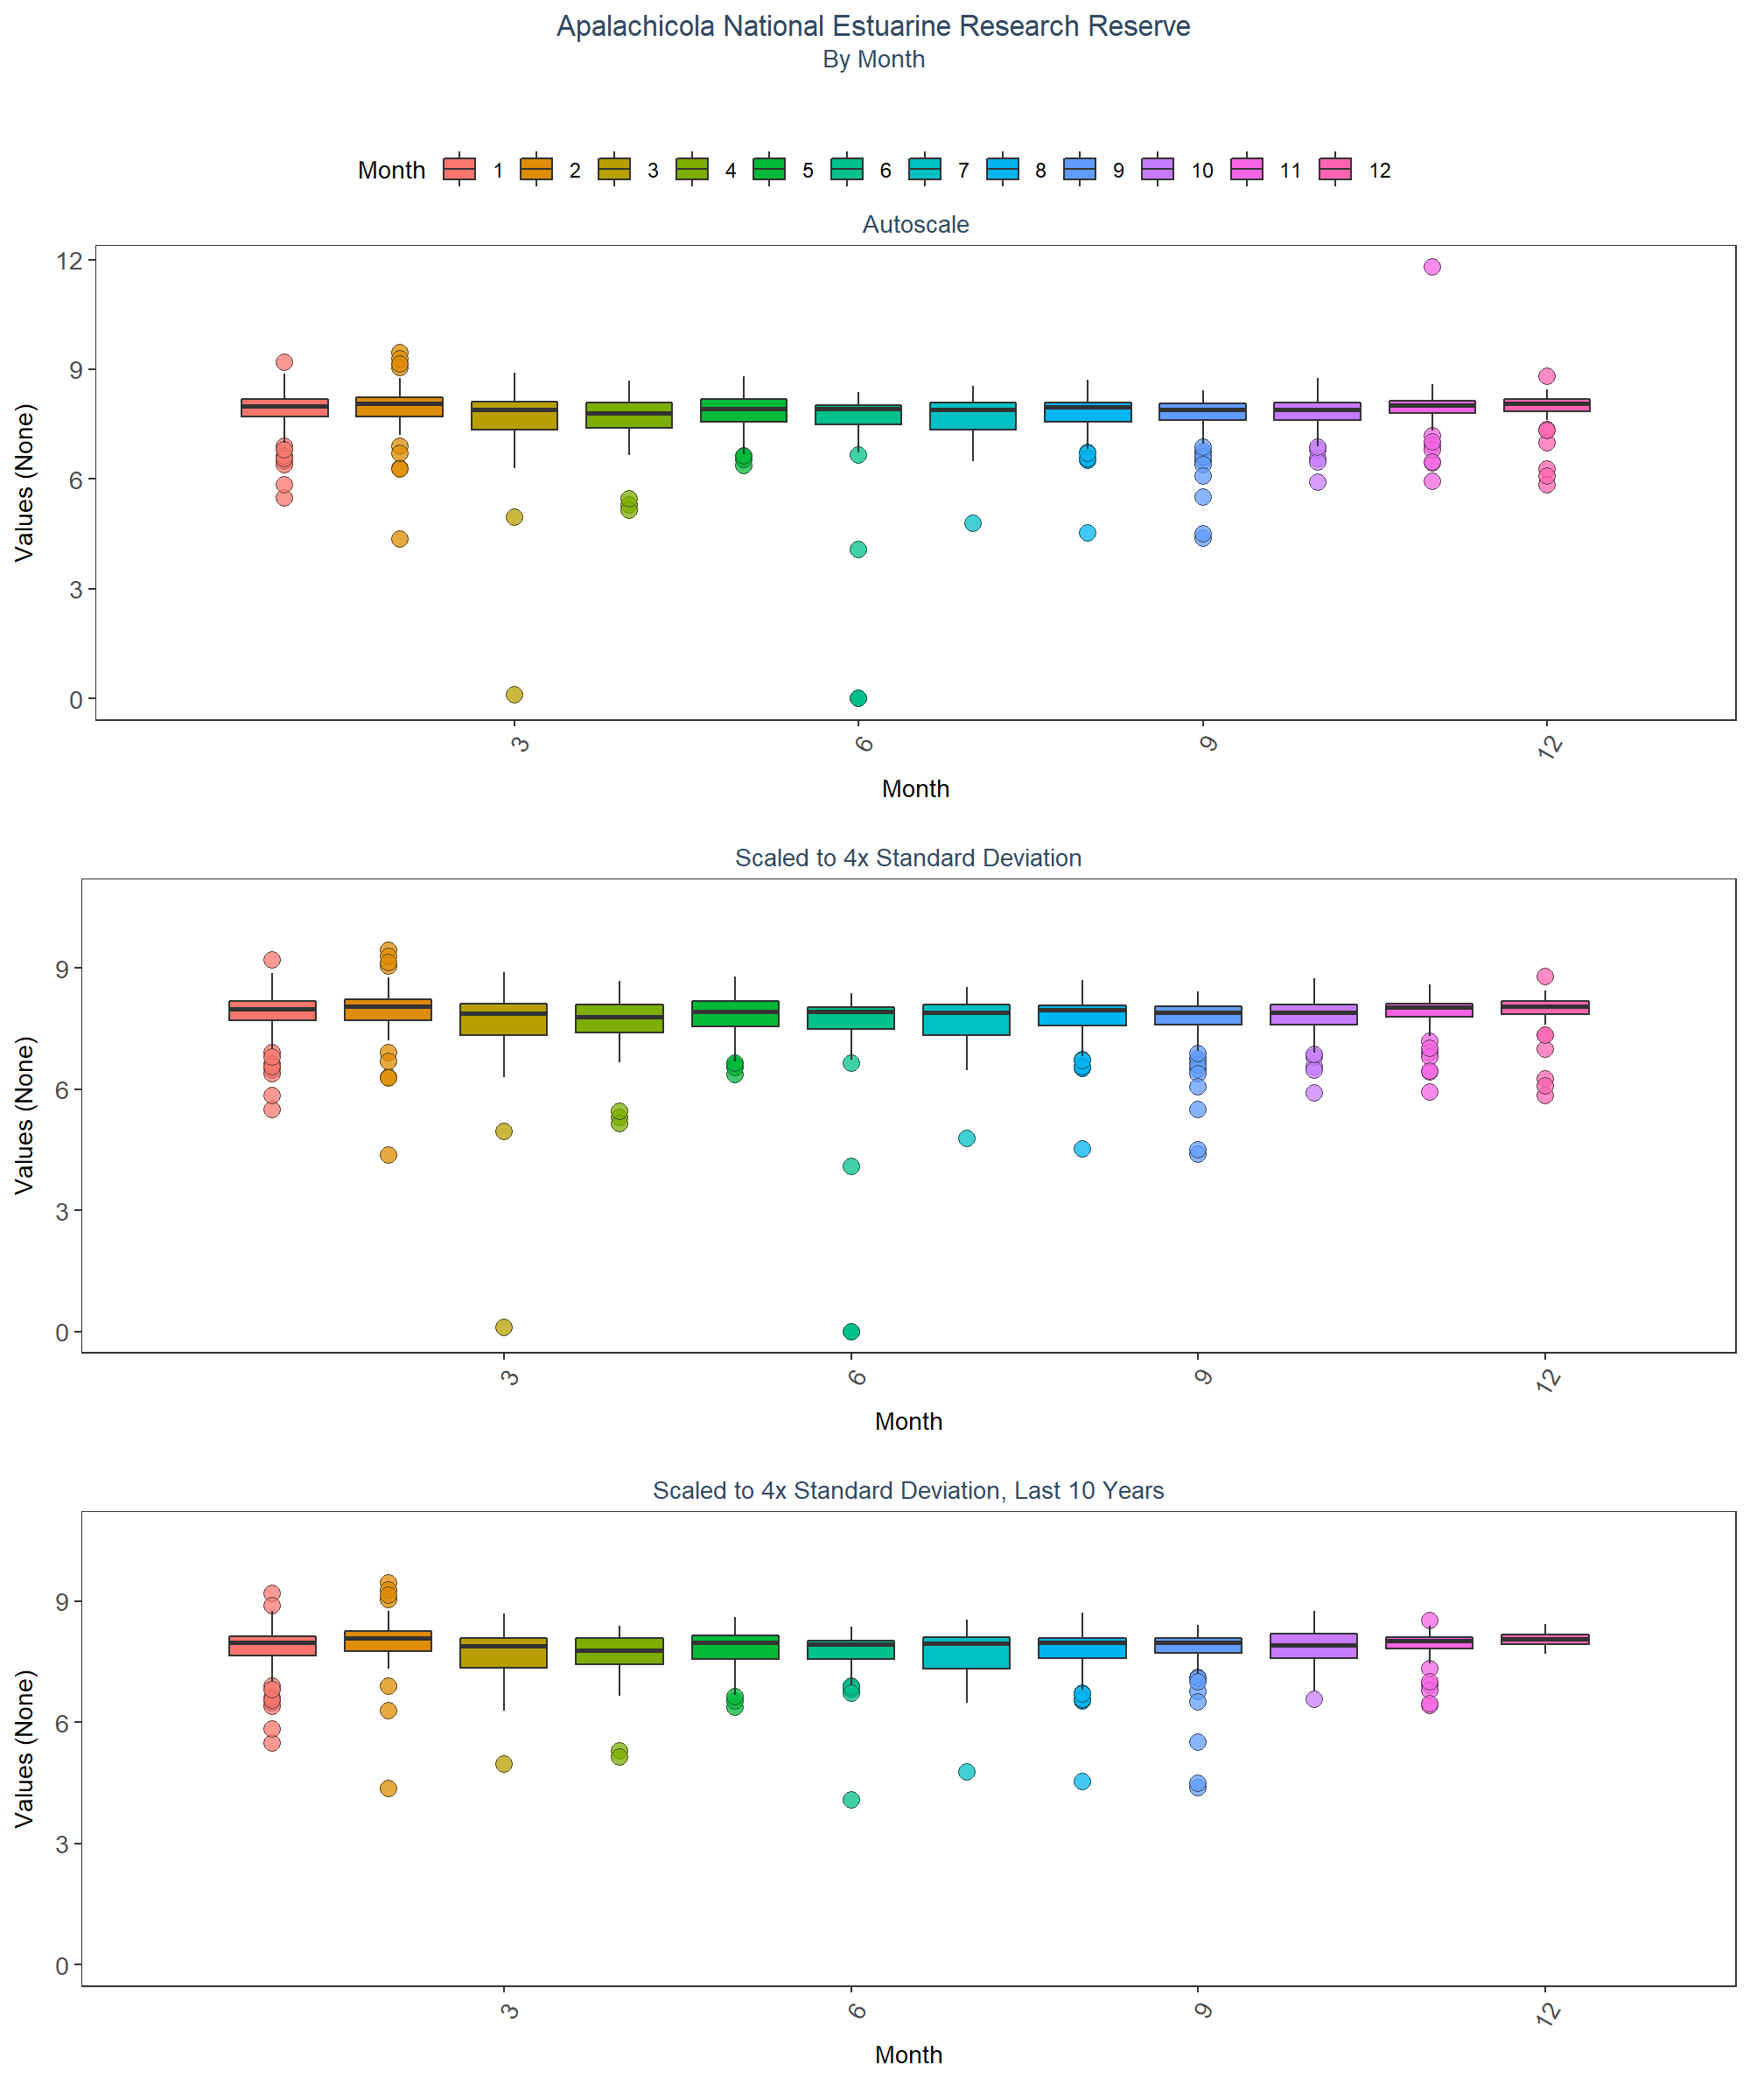 Apalachicola National Estuarine Research Reserve
By Month
Month 1 2 3 4 5 6 7 8 9 10 11 12
Autoscale
Values (None)
12
9
6
3
0
3 6 9 12
Month
Scaled to 4x Standard Deviation
Values (None)
9
6
3
0
3 6 9 12
Month
Scaled to 4x Standard Deviation, Last 10 Years
Values (None)
9
6
3
0
3 6 9 12
Month